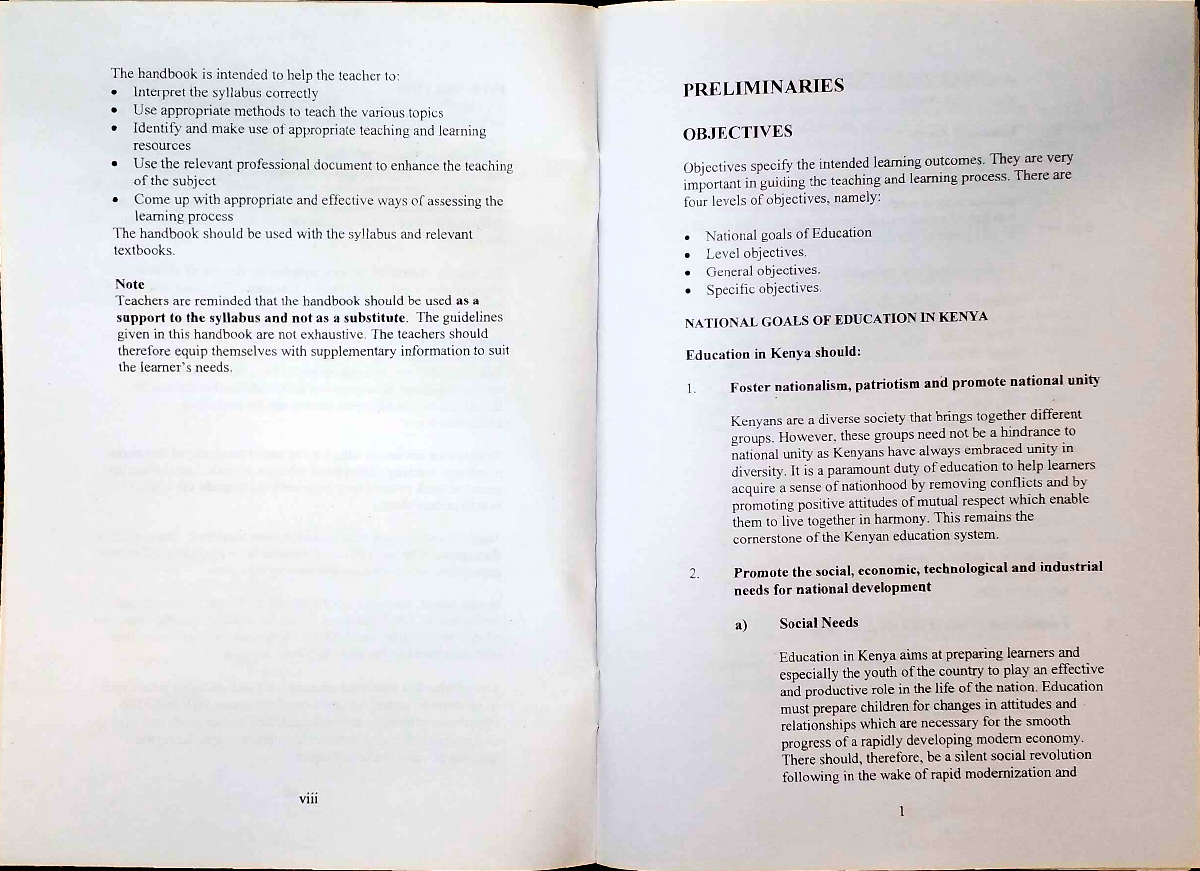 The handbook is intended to help the teacher to:
• Interpret the syllabus correctly
• Use appropriate methods to teach the various topics
• Identify and make use of appropriate teaching and learning
resources
• Use the relevant professional document to enhance the teaching
of the subject
• Come up with appropriate and effective ways of assessing the
learning process
The handbook should be used with the syllabus and relevant
textbooks.
Note
Teachers are reminded that the handbook should be used as a
support to the syllabus and not as a substitute. The guidelines
given in this handbook are not exhaustive. The teachers should
therefore equip themselves with supplementary information to suit
the learner's needs.
viii
PRELIMINARIES
OBJECTIVES
Objectives specify the intended learning outcomes. They are very
important in guiding the teaching and learning process. There are
four levels of objectives, namely:
• National goals of Education
• Level objectives.
• General objectives.
• Specific objectives.
NATIONAL GOALS OF EDUCATION IN KENYA
Education in Kenya should:
1. Foster nationalism, patriotism and promote national unity
Kenyans are a diverse society that brings together different
groups. However, these groups need not be a hindrance to
national unity as Kenyans have always embraced unity in
diversity. It is a paramount duty of education to help learners
acquire a sense of nationhood by removing conflicts and by
promoting positive attitudes of mutual respect which enable
them to live together in harmony. This remains the
cornerstone of the Kenyan education system.
2. Promote the social, economic, technological and industrial
needs for national development
a) Social Needs
Education in Kenya aims at preparing learners and
especially the youth of the country to play an effective
and productive role in the life of the nation. Education
must prepare children for changes in attitudes and
relationships which are necessary for the smooth
progress of a rapidly developing modern economy.
There should, therefore, be a silent social revolution
following in the wake of rapid modernization and
1